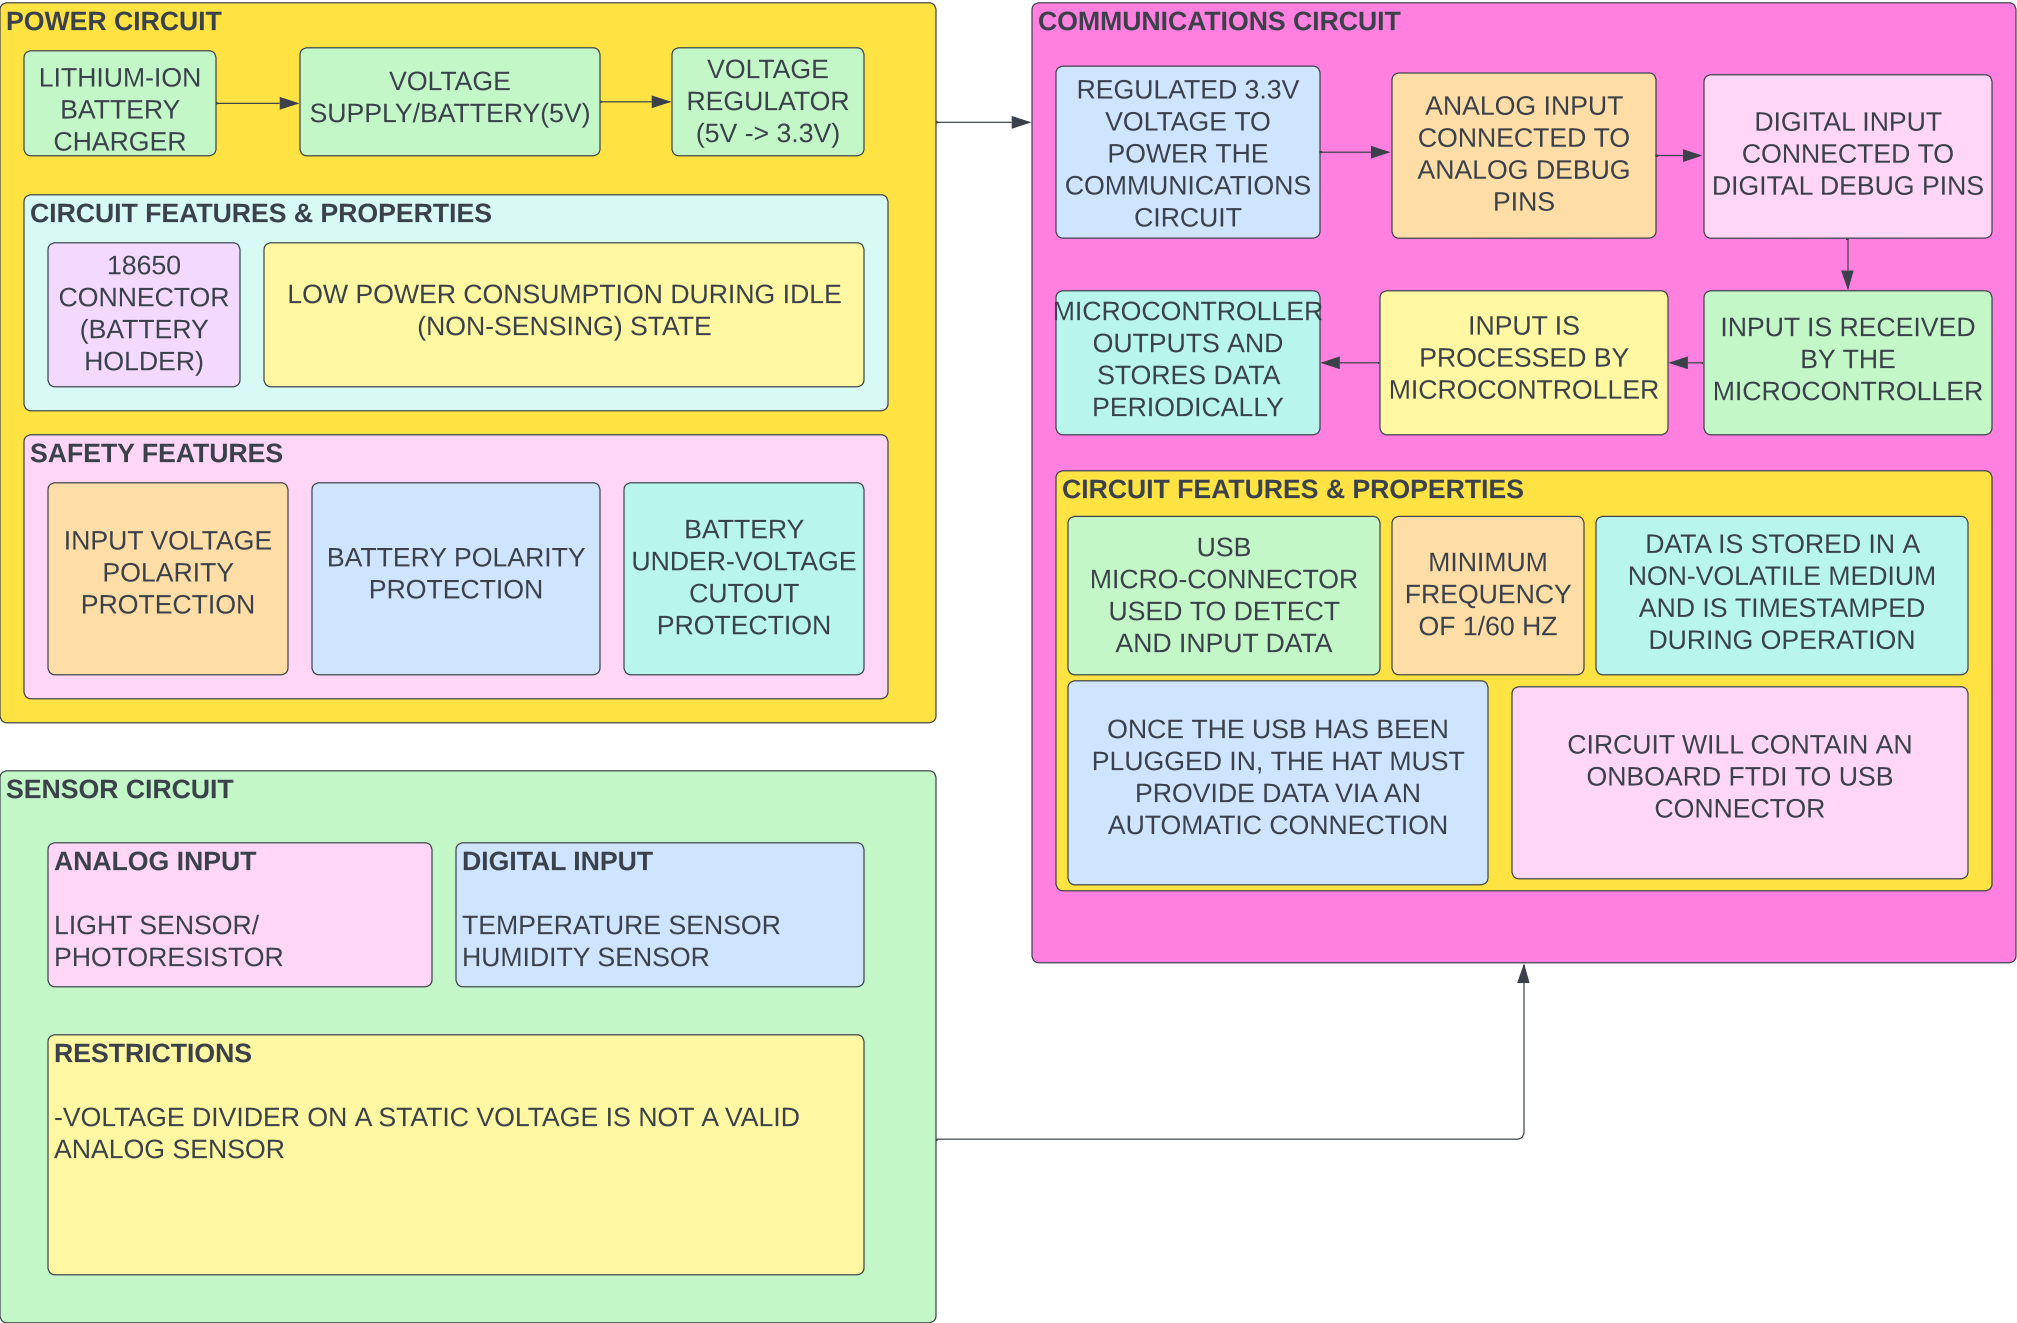 POWER CIRCUIT
LITHIUM-ION
BATTERY
CHARGER
VOLTAGE
SUPPLY/BATTERY(5V)
VOLTAGE
REGULATOR
(5V -> 3.3V)
CIRCUIT FEATURES & PROPERTIES
18650
CONNECTOR
(BATTERY
HOLDER)
LOW POWER CONSUMPTION DURING IDLE
(NON-SENSING) STATE
SAFETY FEATURES
INPUT VOLTAGE
POLARITY
PROTECTION
BATTERY POLARITY
PROTECTION
BATTERY
UNDER-VOLTAGE
CUTOUT
PROTECTION
COMMUNICATIONS CIRCUIT
REGULATED 3.3V
VOLTAGE TO
POWER THE
COMMUNICATIONS
CIRCUIT
ANALOG INPUT
CONNECTED TO
ANALOG DEBUG
PINS
DIGITAL INPUT
CONNECTED TO
DIGITAL DEBUG PINS
INPUT IS RECEIVED
BY THE
MICROCONTROLLER
INPUT IS
PROCESSED BY
MICROCONTROLLER
MICROCONTROLLER
OUTPUTS AND
STORES DATA
PERIODICALLY
CIRCUIT FEATURES & PROPERTIES
USB
MICRO-CONNECTOR
USED TO DETECT
AND INPUT DATA
MINIMUM
FREQUENCY
OF 1/60 HZ
DATA IS STORED IN A
NON-VOLATILE MEDIUM
AND IS TIMESTAMPED
DURING OPERATION
ONCE THE USB HAS BEEN
PLUGGED IN, THE HAT MUST
PROVIDE DATA VIA AN
AUTOMATIC CONNECTION
CIRCUIT WILL CONTAIN AN
ONBOARD FTDI TO USB
CONNECTOR
SENSOR CIRCUIT
ANALOG INPUT
LIGHT SENSOR/
PHOTORESISTOR
DIGITAL INPUT
TEMPERATURE SENSOR
HUMIDITY SENSOR
RESTRICTIONS
-VOLTAGE DIVIDER ON A STATIC VOLTAGE IS NOT A VALID
ANALOG SENSOR